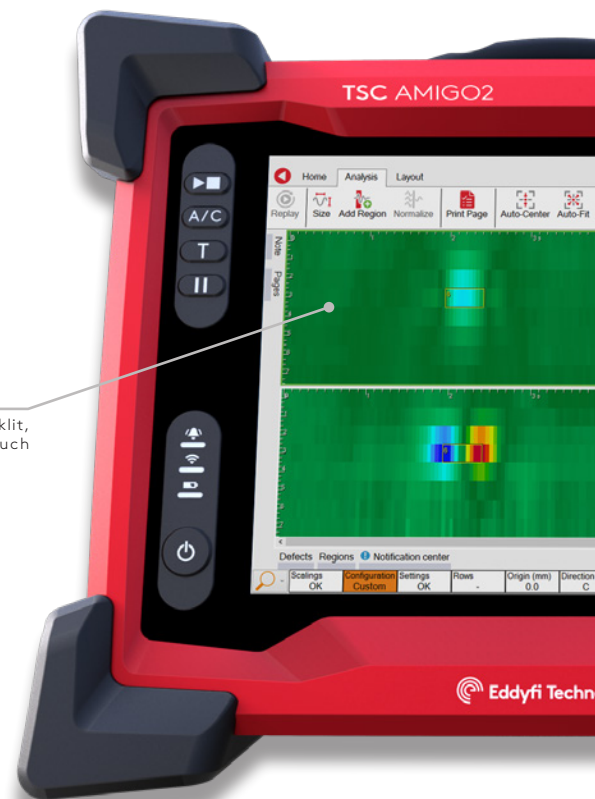 TSC AMIGO2
A/C
T
Home Analysis Layout
Replay Size Add Region Normalize Print Page Auto-Center Auto-Fit
Note
Pages
klit,
uch
Defects Regions Notification center
Scalings Configuration Settings Rows Origin (mm) Direction
OK Custom OK - 0.0 C
Eddyfi Techno